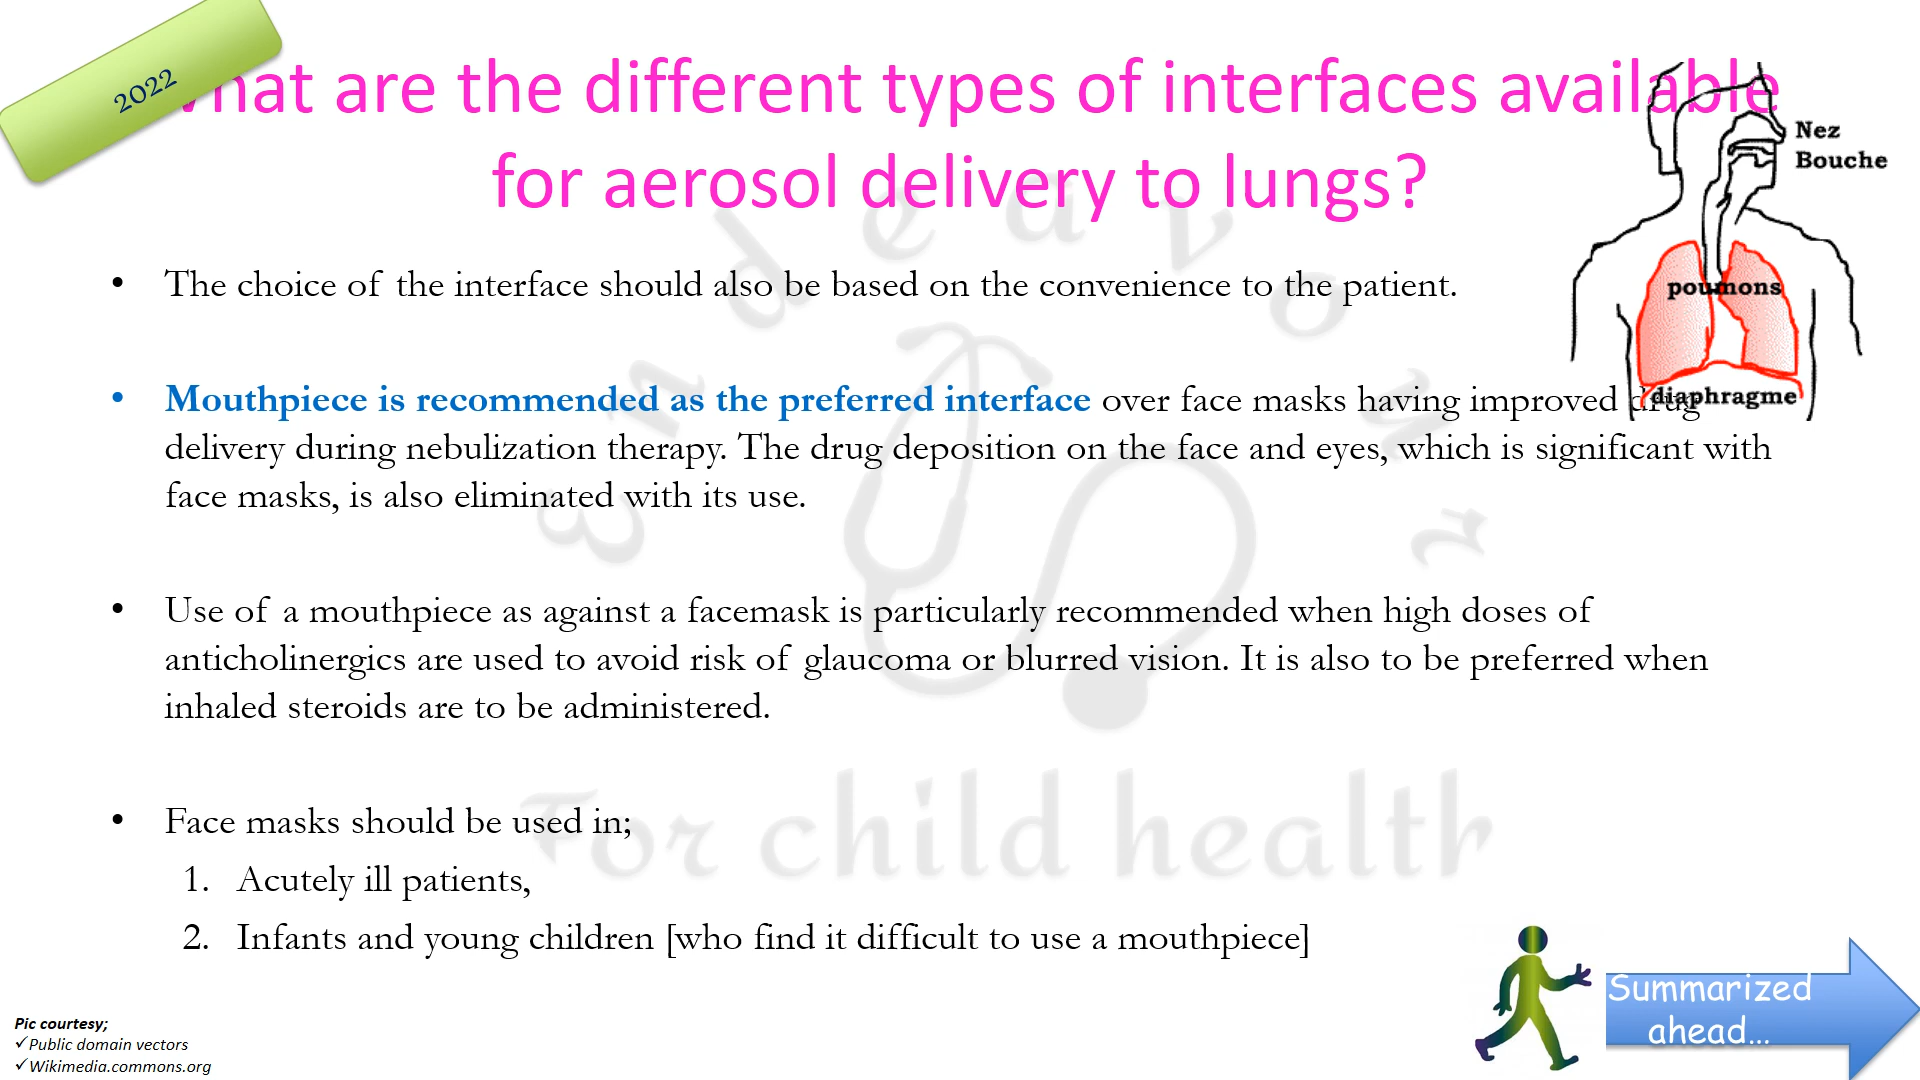 2022
What are the different types of interfaces available
for aerosol delivery to lungs?
Nez
Bouche
poumons
diaphragme
• The choice of the interface should also be based on the convenience to the patient.
• Mouthpiece is recommended as the preferred interface over face masks having improved drug
delivery during nebulization therapy. The drug deposition on the face and eyes, which is significant with
face masks, is also eliminated with its use.
• Use of a mouthpiece as against a facemask is particularly recommended when high doses of
anticholinergics are used to avoid risk of glaucoma or blurred vision. It is also to be preferred when
inhaled steroids are to be administered.
• Face masks should be used in;
1. Acutely ill patients,
2. Infants and young children [who find it difficult to use a mouthpiece]
Endeavour
For child health
Summarized
ahead...
Pic courtesy;
✓Public domain vectors
✓Wikimedia.commons.org